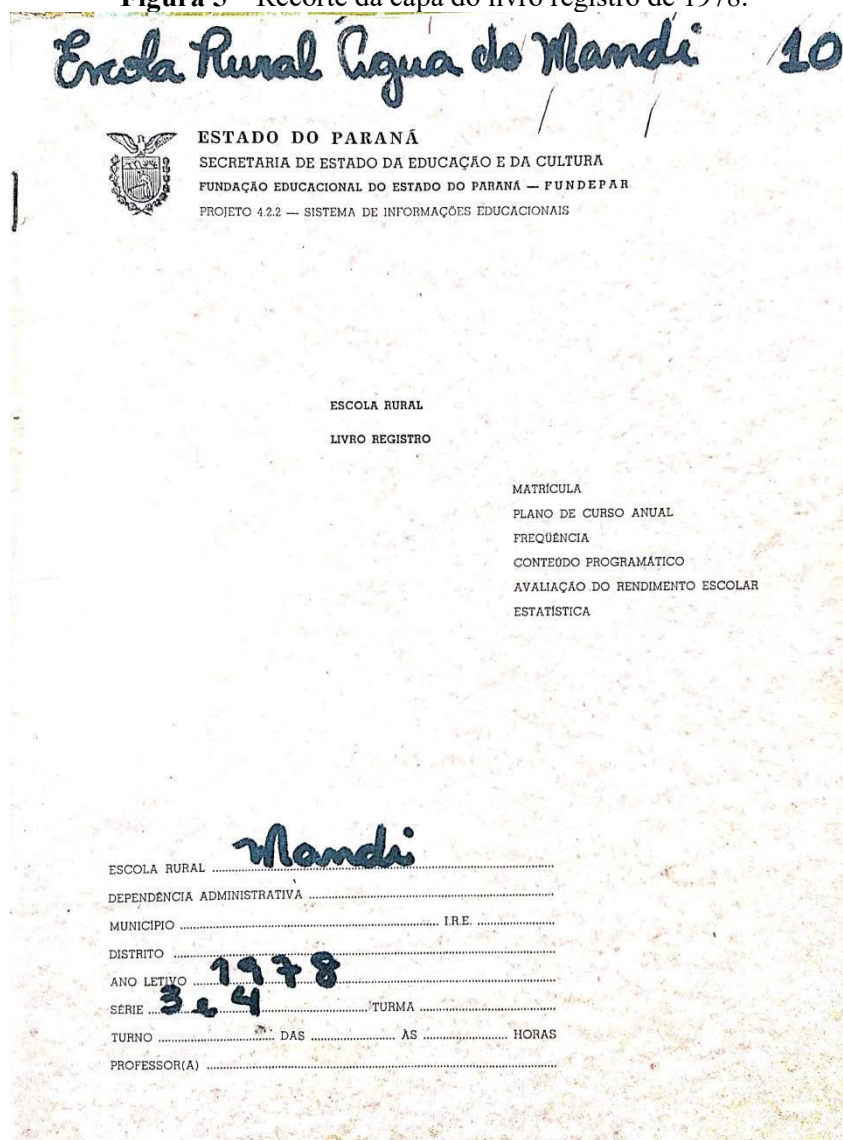 Figura 3 – Recorte da capa do livro registro de 1978.
Escola Rural Água do Mandi 10
ESTADO DO PARANÁ
SECRETARIA DE ESTADO DA EDUCAÇÃO E DA CULTURA
FUNDAÇÃO EDUCACIONAL DO ESTADO DO PARANÁ — FUNDEPAR
PROJETO 4.2.2 — SISTEMA DE INFORMAÇÕES EDUCACIONAIS
ESCOLA RURAL
LIVRO REGISTRO
MATRÍCULA
PLANO DE CURSO ANUAL
FREQÜÊNCIA
CONTEÚDO PROGRAMÁTICO
AVALIAÇÃO DO RENDIMENTO ESCOLAR
ESTATÍSTICA
ESCOLA RURAL Mandi
DEPENDÊNCIA ADMINISTRATIVA
MUNICÍPIO I.R.E.
DISTRITO
ANO LETIVO 1978
SÉRIE 3 e 4 TURMA
TURNO DAS ÀS HORAS
PROFESSOR(A)